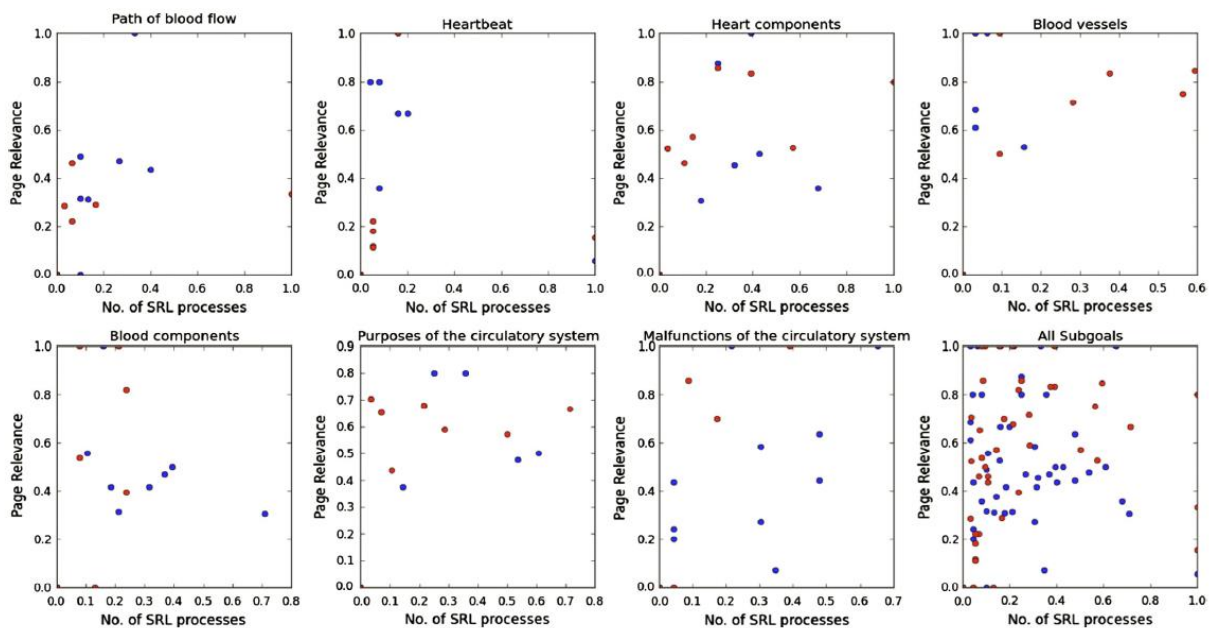 Path of blood flow
1.0
0.8
0.6
0.4
0.2
0.0
Page Relevance
0.0 0.2 0.4 0.6 0.8 1.0
No. of SRL processes
Heartbeat
1.0
0.8
0.6
0.4
0.2
0.0
Page Relevance
0.0 0.2 0.4 0.6 0.8 1.0
No. of SRL processes
Heart components
1.0
0.8
0.6
0.4
0.2
0.0
Page Relevance
0.0 0.2 0.4 0.6 0.8 1.0
No. of SRL processes
Blood vessels
1.0
0.8
0.6
0.4
0.2
0.0
Page Relevance
0.0 0.1 0.2 0.3 0.4 0.5 0.6
No. of SRL processes
Blood components
1.0
0.8
0.6
0.4
0.2
0.0
Page Relevance
0.0 0.1 0.2 0.3 0.4 0.5 0.6 0.7
No. of SRL processes
Purposes of the circulatory system
0.9
0.8
0.7
0.6
0.5
0.4
0.3
0.2
0.1
0.0
Page Relevance
0.0 0.1 0.2 0.3 0.4 0.5 0.6 0.7 0.8
No. of SRL processes
Malfunctions of the circulatory system
1.0
0.8
0.6
0.4
0.2
0.0
Page Relevance
0.0 0.1 0.2 0.3 0.4 0.5 0.6 0.7
No. of SRL processes
All Subgoals
1.0
0.8
0.6
0.4
0.2
0.0
Page Relevance
0.0 0.2 0.4 0.6 0.8 1.0
No. of SRL processes